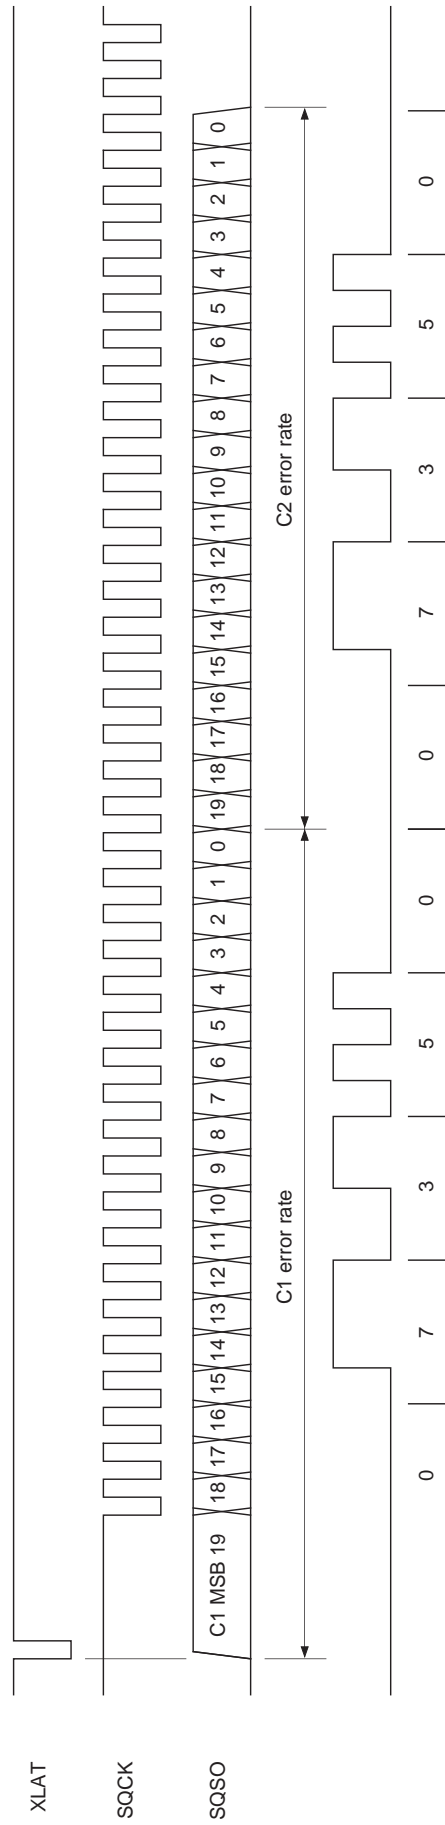 XLAT
SQCK
SQSO
C1 MSB 19 18 17 16 15 14 13 12 11 10 9 8 7 6 5 4 3 2 1 0 19 18 17 16 15 14 13 12 11 10 9 8 7 6 5 4 3 2 1 0
C1 error rate
C2 error rate
0 7 3 5 0 0 7 3 5 0